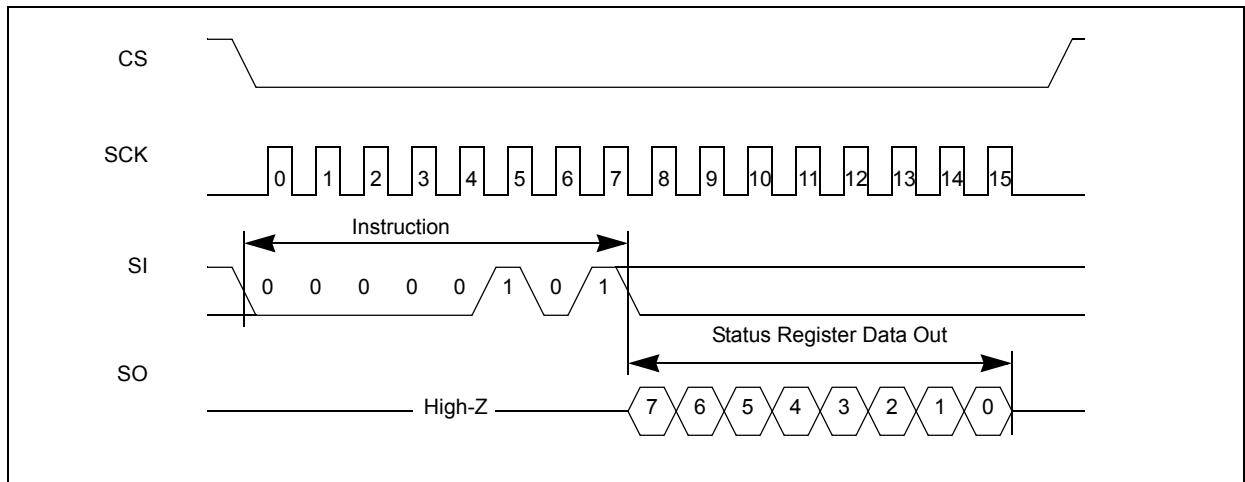 CS
SCK
0 1 2 3 4 5 6 7 8 9 10 11 12 13 14 15
Instruction
SI
0 0 0 0 0 1 0 1
Status Register Data Out
SO
High-Z
7 6 5 4 3 2 1 0